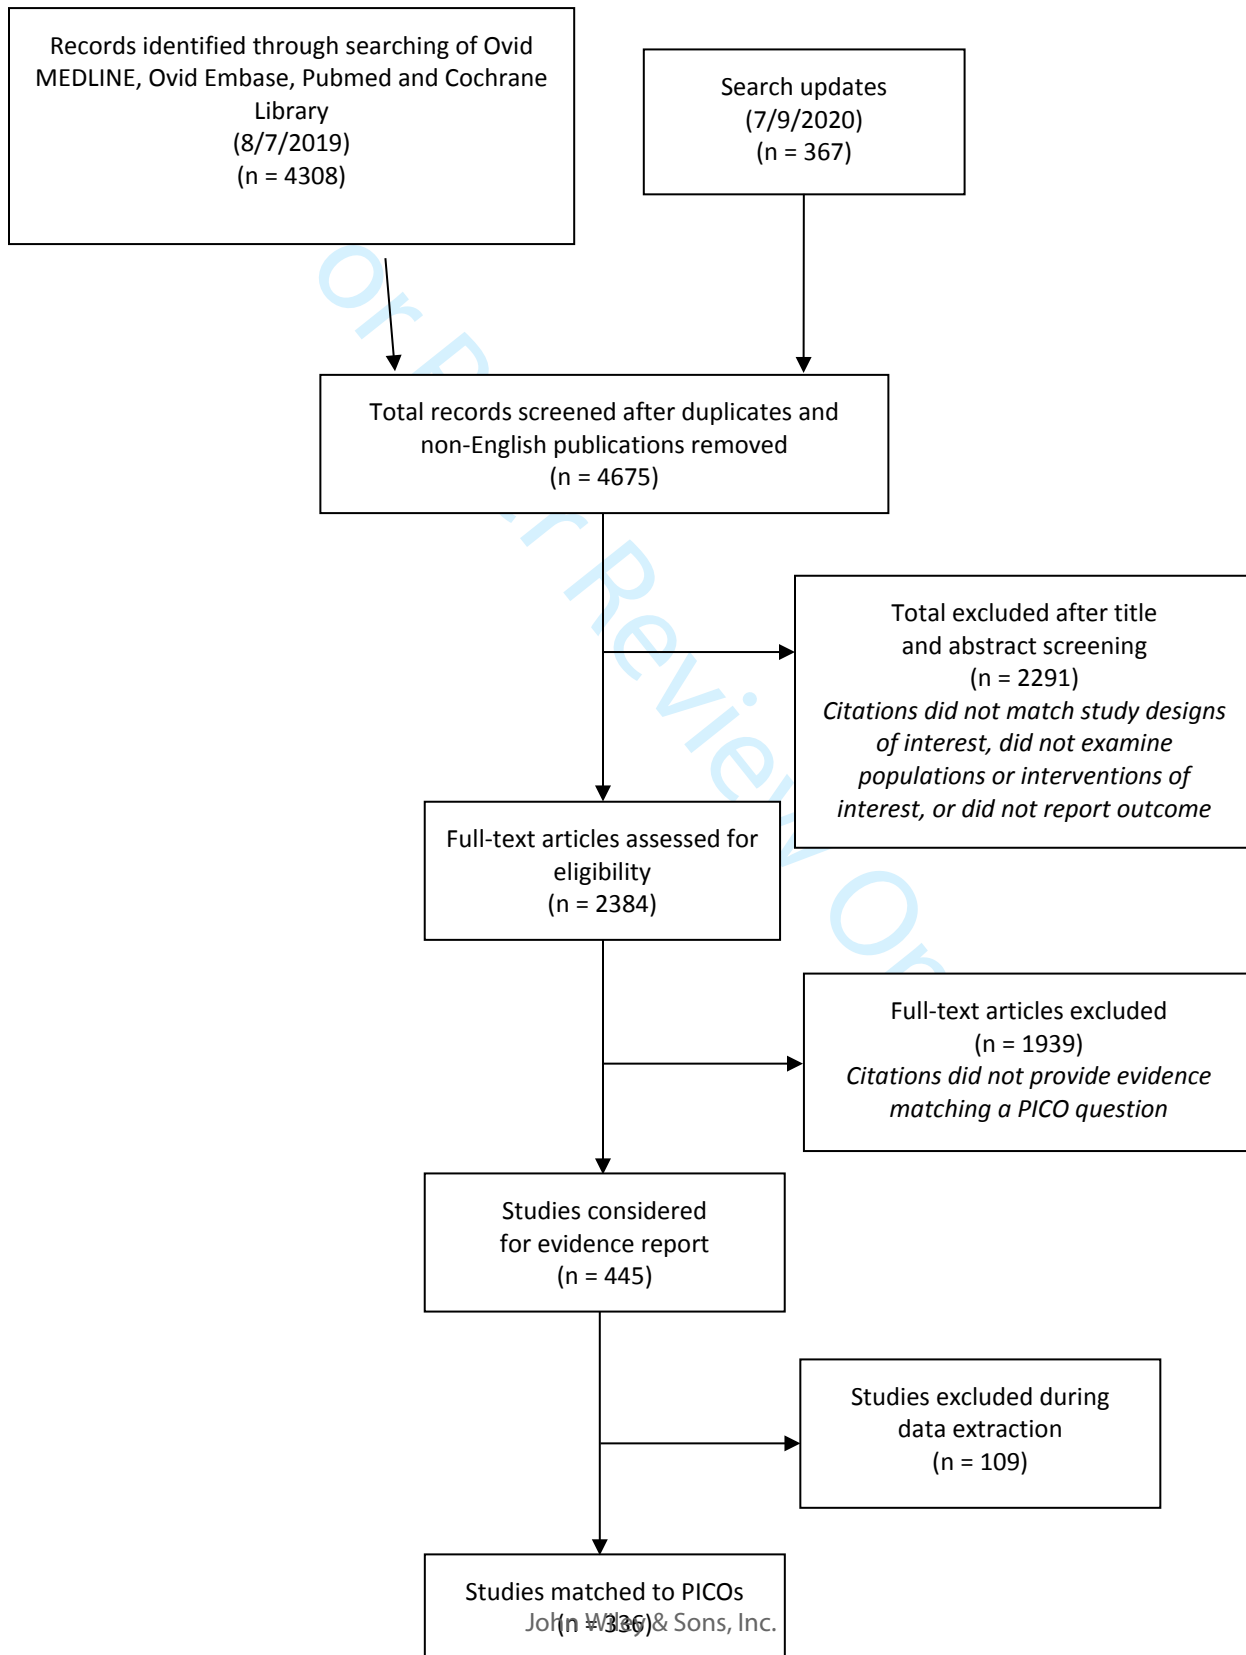 Records identified through searching of Ovid
MEDLINE, Ovid Embase, Pubmed and Cochrane
Library
(8/7/2019)
(n = 4308)
Search updates
(7/9/2020)
(n = 367)
Total records screened after duplicates and
non-English publications removed
(n = 4675)
Total excluded after title
and abstract screening
(n = 2291)
Citations did not match study designs
of interest, did not examine
populations or interventions of
interest, or did not report outcome
Full-text articles assessed for
eligibility
(n = 2384)
Full-text articles excluded
(n = 1939)
Citations did not provide evidence
matching a PICO question
Studies considered
for evidence report
(n = 445)
Studies excluded during
data extraction
(n = 109)
Studies matched to PICOs
(n = 336)
John Wiley & Sons, Inc.
or Review